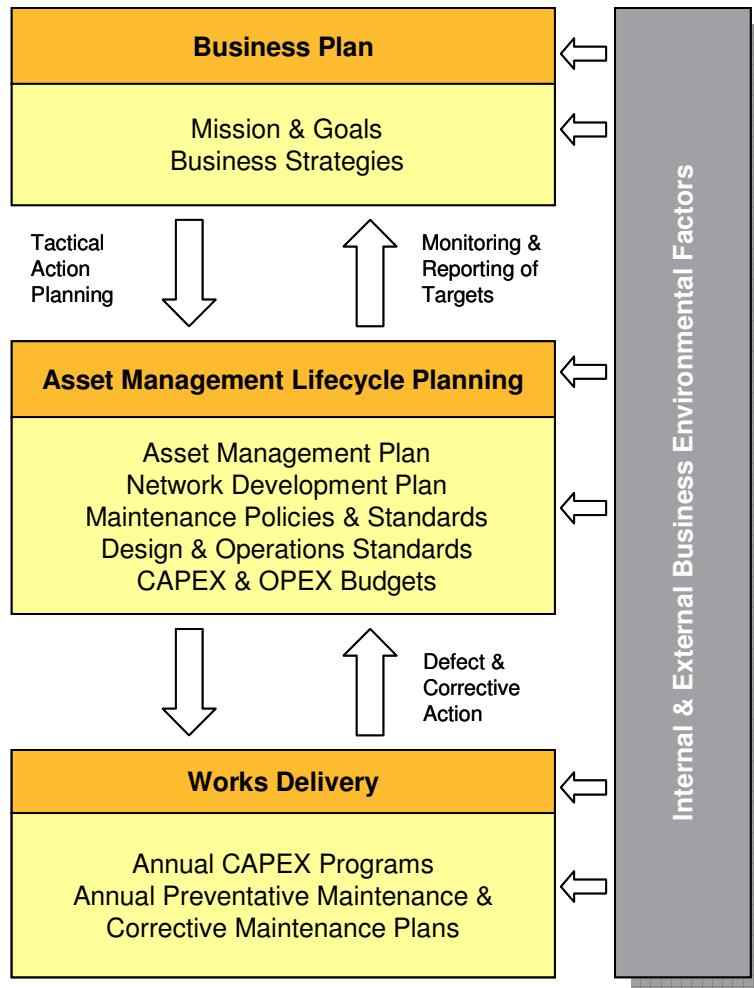 Business Plan
Mission & Goals
Business Strategies
Tactical
Action
Planning
Monitoring &
Reporting of
Targets
Asset Management Lifecycle Planning
Asset Management Plan
Network Development Plan
Maintenance Policies & Standards
Design & Operations Standards
CAPEX & OPEX Budgets
Defect &
Corrective
Action
Works Delivery
Annual CAPEX Programs
Annual Preventative Maintenance &
Corrective Maintenance Plans
Internal & External Business Environmental Factors